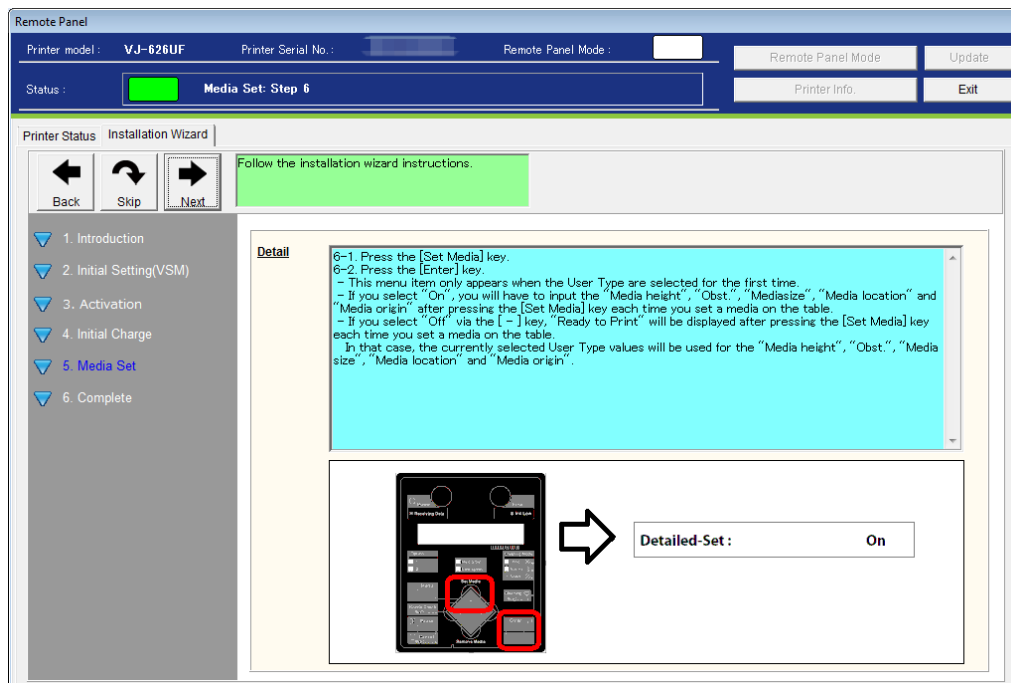 Remote Panel
Printer model : VJ-626UF Printer Serial No. : Remote Panel Mode :
Remote Panel Mode Update
Status : Media Set: Step 6
Printer Info. Exit
Printer Status Installation Wizard
Back Skip Next
Follow the installation wizard instructions.
1. Introduction
2. Initial Setting(VSM)
3. Activation
4. Initial Charge
5. Media Set
6. Complete
Detail
6-1. Press the [Set Media] key.
6-2. Press the [Enter] key.
- This menu item only appears when the User Type are selected for the first time.
- If you select "On", you will have to input the "Media height", "Obst.", "Mediasize", "Media location" and
"Media origin" after pressing the [Set Media] key each time you set a media on the table.
- If you select "Off" via the [ - ] key, "Ready to Print" will be displayed after pressing the [Set Media] key
each time you set a media on the table.
In that case, the currently selected User Type values will be used for the "Media height", "Obst.", "Media
size", "Media location" and "Media origin".
Receiving Data
Set Media
Remove Media
Detailed-Set : On